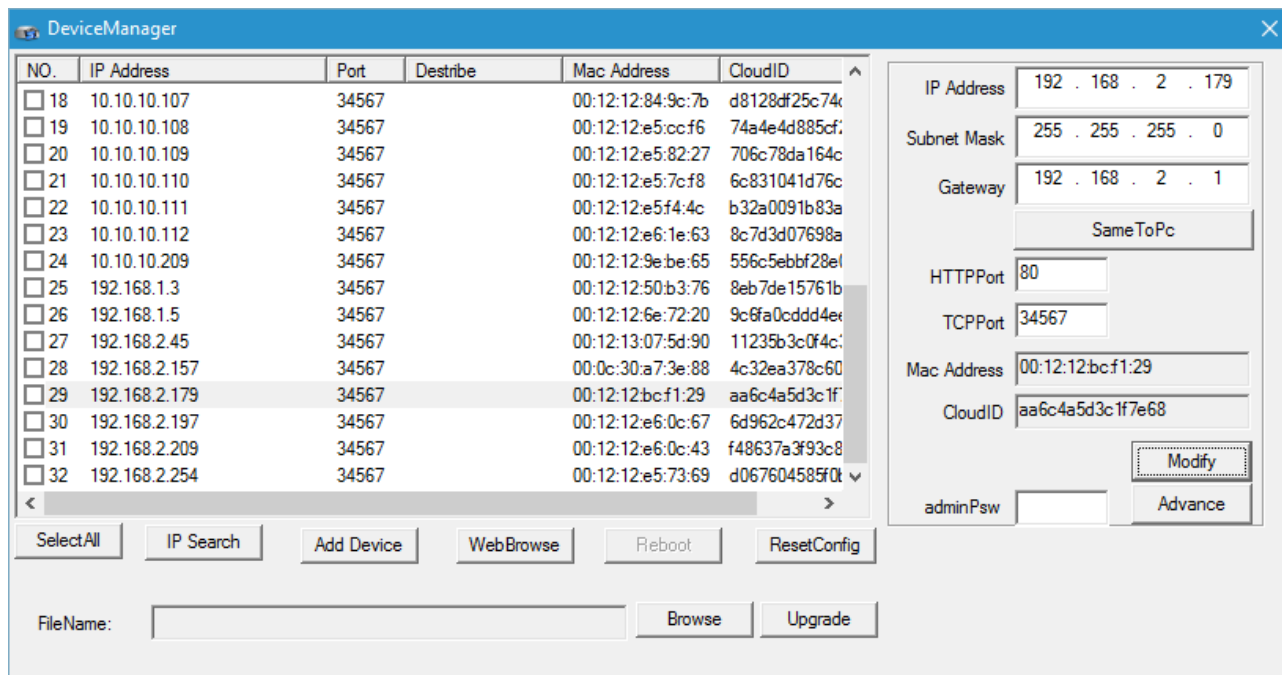 DeviceManager
NO. IP Address Port Destribe Mac Address CloudID
18 10.10.10.107 34567 00:12:12:84:9c:7b d8128df25c74
19 10.10.10.108 34567 00:12:12:e5:cc:f6 74a4e4d885cf
20 10.10.10.109 34567 00:12:12:e5:82:27 706c78da164c
21 10.10.10.110 34567 00:12:12:e5:7c:f8 6c831041d76c
22 10.10.10.111 34567 00:12:12:e5:f4:4c b32a0091b83a
23 10.10.10.112 34567 00:12:12:e6:1e:63 8c7d3d07698a
24 10.10.10.209 34567 00:12:12:9e:be:65 556c5ebbf28e
25 192.168.1.3 34567 00:12:12:50:b3:76 8eb7de15761b
26 192.168.1.5 34567 00:12:12:6e:72:20 9c6fa0cddd4e
27 192.168.2.45 34567 00:12:13:07:5d:90 11235b3c0f4c
28 192.168.2.157 34567 00:0c:30:a7:3e:88 4c32ea378c60
29 192.168.2.179 34567 00:12:12:bc:f1:29 aa6c4a5d3c1f
30 192.168.2.197 34567 00:12:12:e6:0c:67 6d962c472d37
31 192.168.2.209 34567 00:12:12:e6:0c:43 f48637a3f93c8
32 192.168.2.254 34567 00:12:12:e5:73:69 d067604585f0
SelectAll IP Search Add Device WebBrowse Reboot ResetConfig
FileName: Browse Upgrade
IP Address 192 . 168 . 2 . 179
Subnet Mask 255 . 255 . 255 . 0
Gateway 192 . 168 . 2 . 1
SameToPc
HTTPPort 80
TCPPort 34567
Mac Address 00:12:12:bc:f1:29
CloudID aa6c4a5d3c1f7e68
Modify
adminPsw Advance